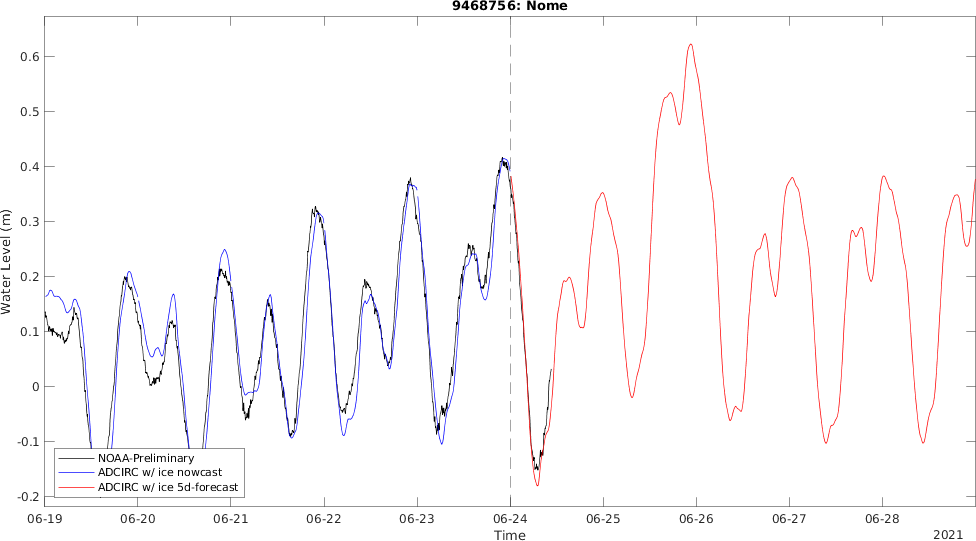 9468756: Nome
0.6
0.5
0.4
0.3
0.2
0.1
0
-0.1
-0.2
Water Level (m)
NOAA-Preliminary
ADCIRC w/ ice nowcast
ADCIRC w/ ice 5d-forecast
06-19 06-20 06-21 06-22 06-23 06-24 06-25 06-26 06-27 06-28
Time
2021